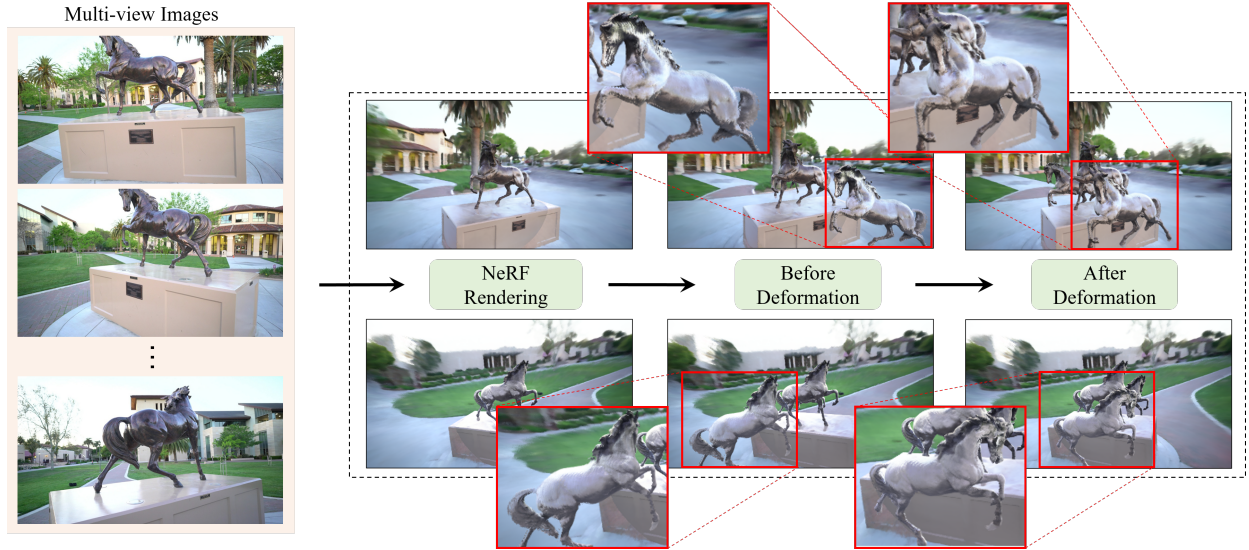 Multi-view Images
NeRF
Rendering
Before
Deformation
After
Deformation